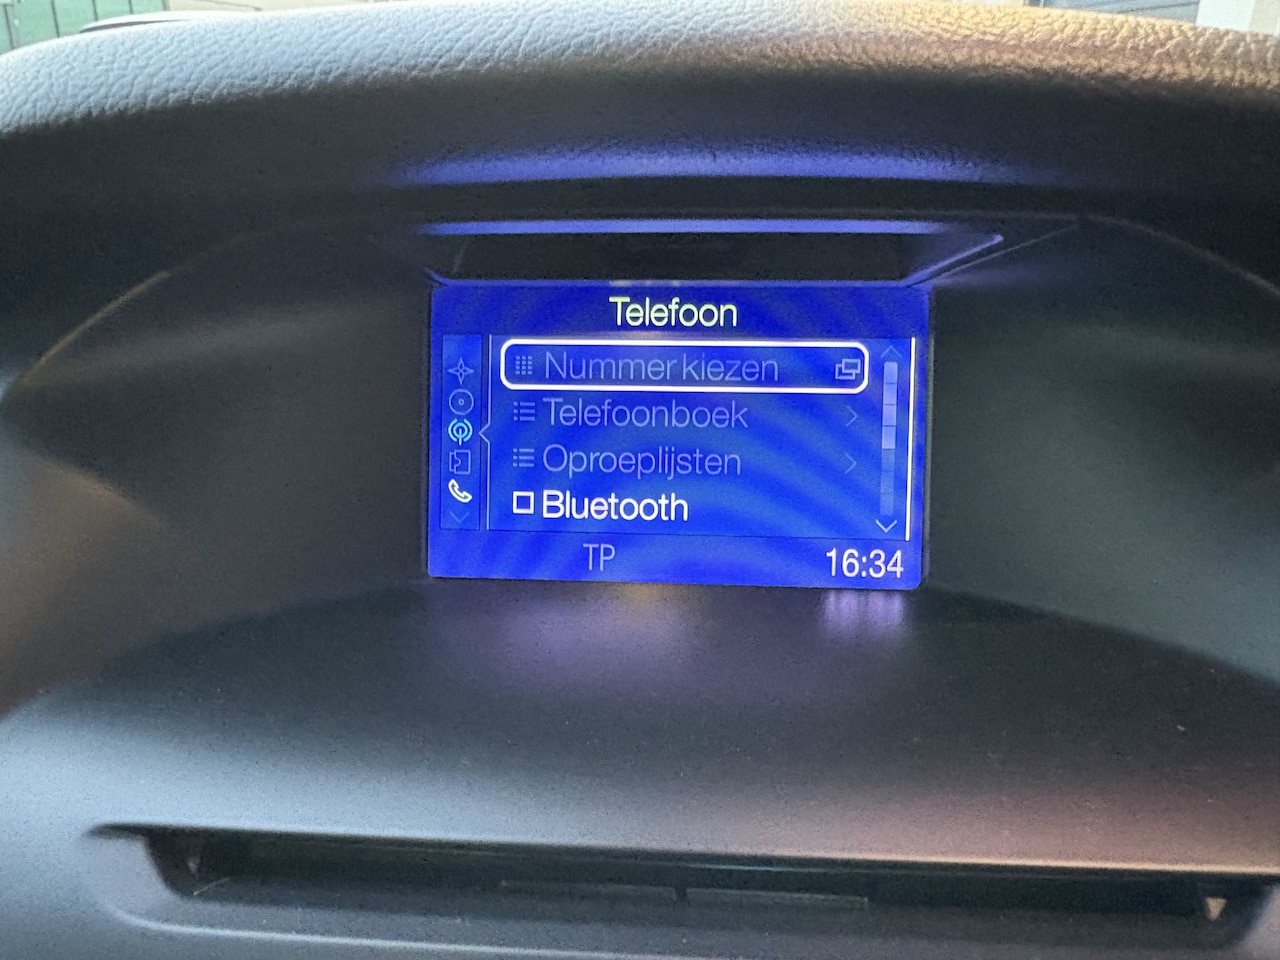 Telefoon
Nummer kiezen
Telefoonboek
Oproeplijsten
Bluetooth
TP 16:34